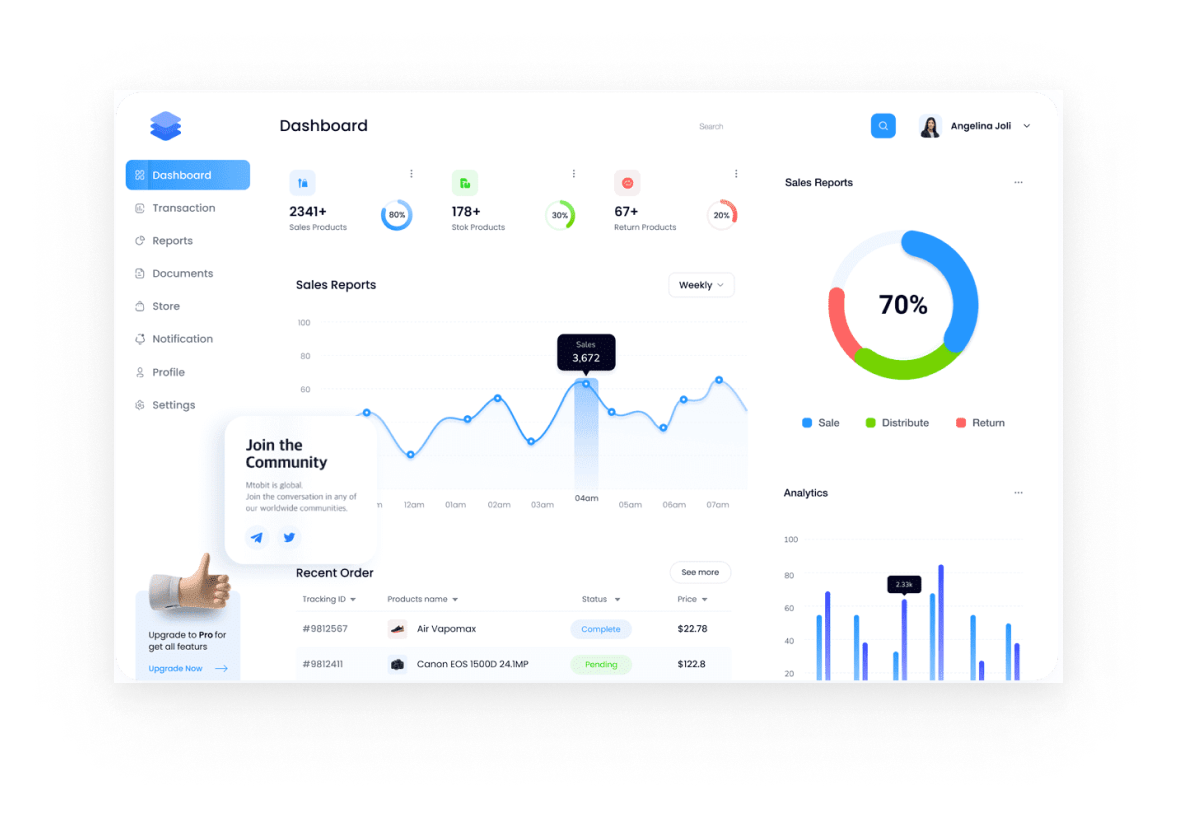 Dashboard
Search
Angelina Joli
Dashboard
Transaction
Reports
Documents
Store
Notification
Profile
Settings
2341+
Sales Products
80%
178+
Stok Products
30%
67+
Return Products
20%
Sales Reports
Weekly
100
80
60
Sales
3,672
m
12am
01am
02am
03am
04am
05am
06am
07am
Join the
Community
Mtobit is global.
Join the conversation in any of
our worldwide communities.
Upgrade to Pro for
get all featurs
Upgrade Now
Recent Order
See more
Tracking ID
Products name
Status
Price
#9812567
Air Vapomax
Complete
$22.78
#9812411
Canon EOS 1500D 24.1MP
Pending
$122.8
Sales Reports
70%
Sale
Distribute
Return
Analytics
100
80
60
40
20
2.33k